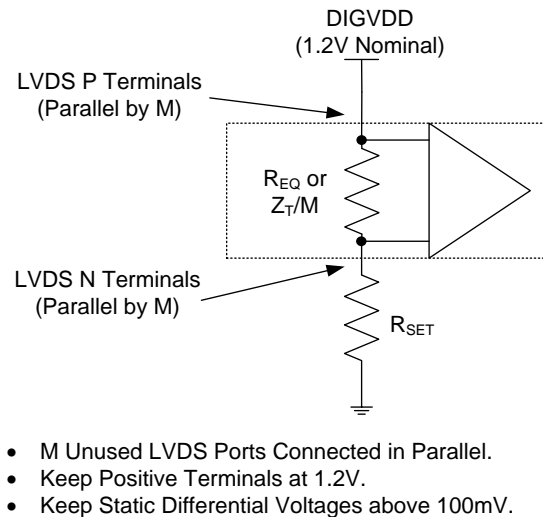 DIGVDD
(1.2V Nominal)
LVDS P Terminals
(Parallel by M)
R_EQ or
Z_T/M
LVDS N Terminals
(Parallel by M)
R_SET
• M Unused LVDS Ports Connected in Parallel.
• Keep Positive Terminals at 1.2V.
• Keep Static Differential Voltages above 100mV.